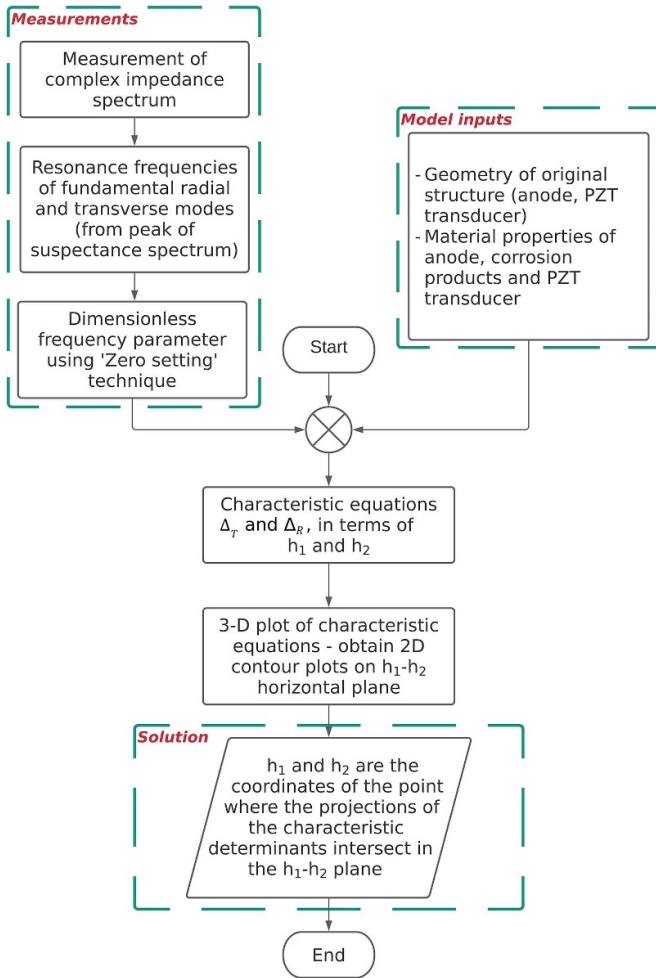 Measurements
Measurement of
complex impedance
spectrum
Resonance frequencies
of fundamental radial
and transverse modes
(from peak of
suspectance spectrum)
Dimensionless
frequency parameter
using 'Zero setting'
technique
Model inputs
- Geometry of original
structure (anode, PZT
transducer)
- Material properties of
anode, corrosion
products and PZT
transducer
Start
Characteristic equations
Δ_T and Δ_R, in terms of
h₁ and h₂
3-D plot of characteristic
equations - obtain 2D
contour plots on h₁-h₂
horizontal plane
Solution
h₁ and h₂ are the
coordinates of the point
where the projections of
the characteristic
determinants intersect in
the h₁-h₂ plane
End